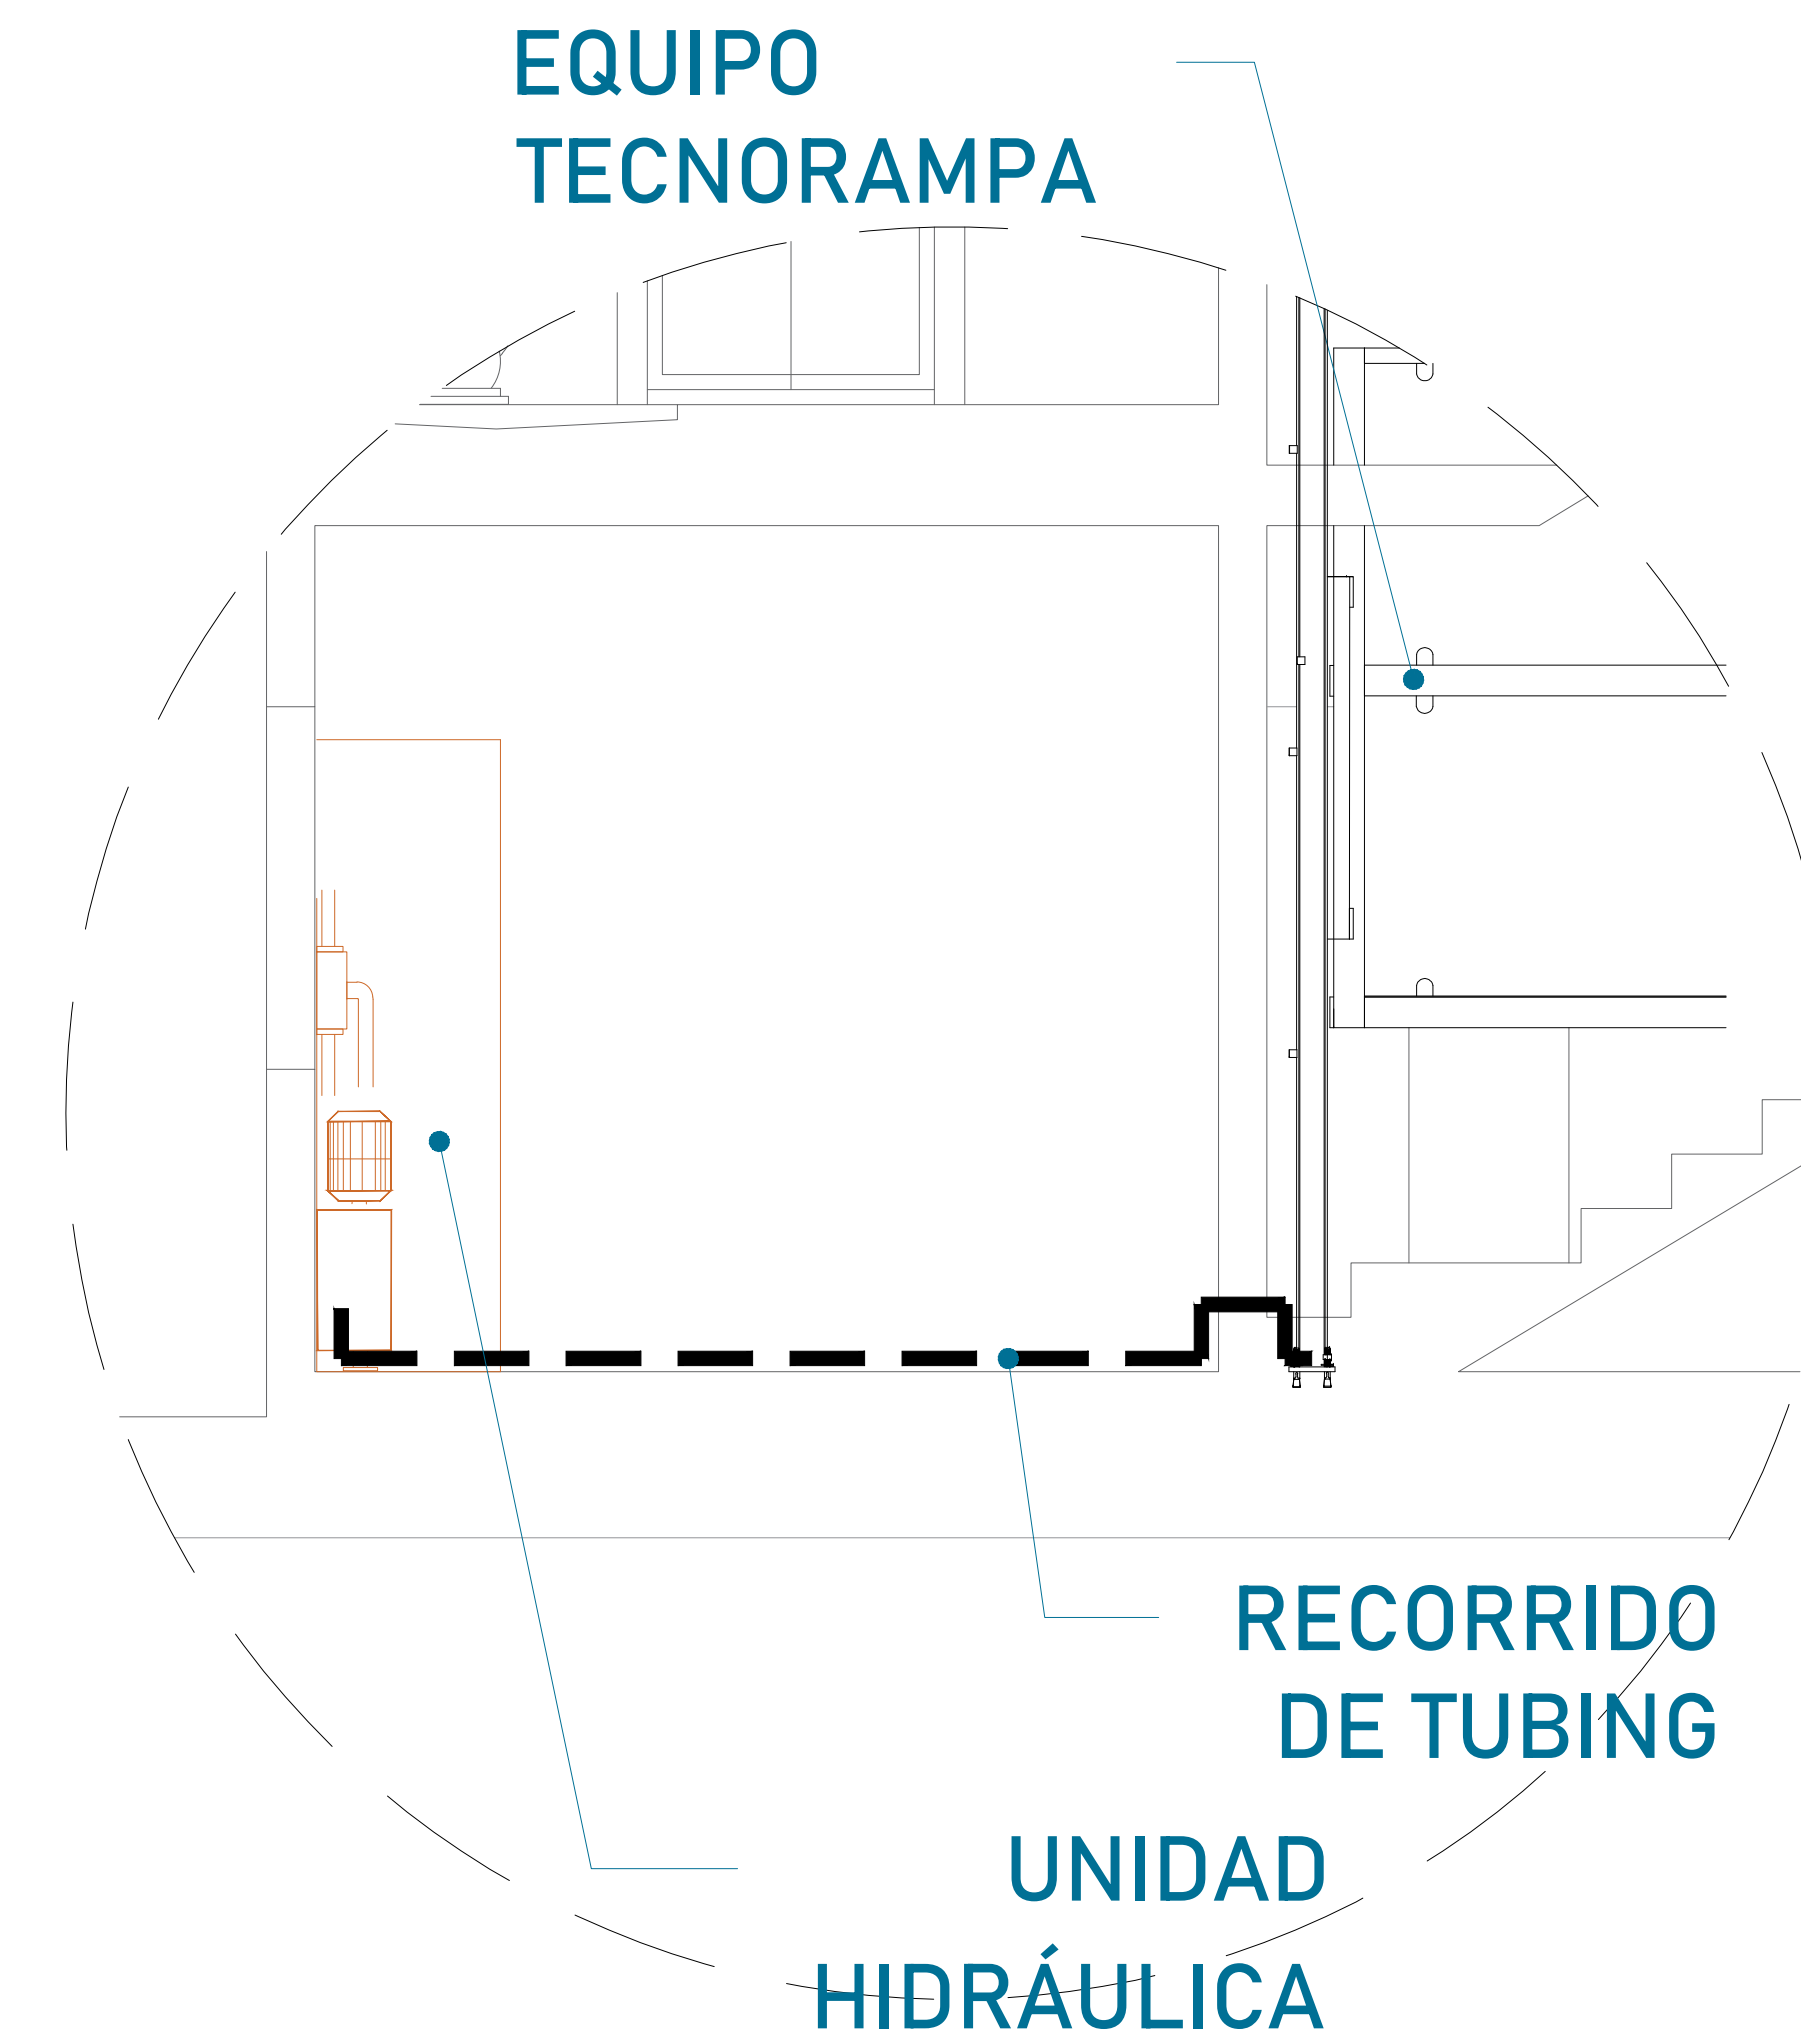 EQUIPO
TECNORAMPA
RECORRIDO
DE TUBING
UNIDAD
HIDRÁULICA